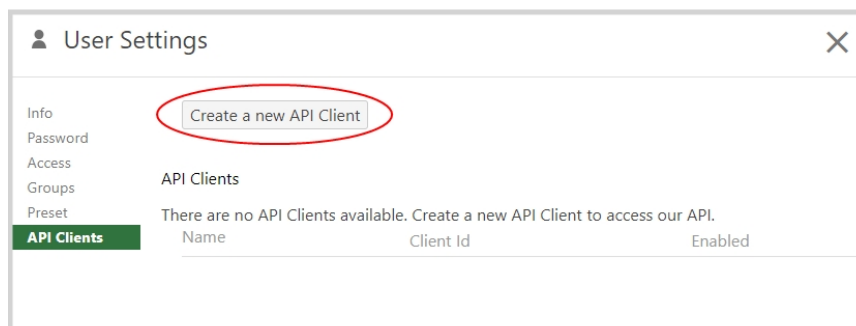 User Settings
Info
Password
Access
Groups
Preset
API Clients
Create a new API Client
API Clients
There are no API Clients available. Create a new API Client to access our API.
Name Client Id Enabled